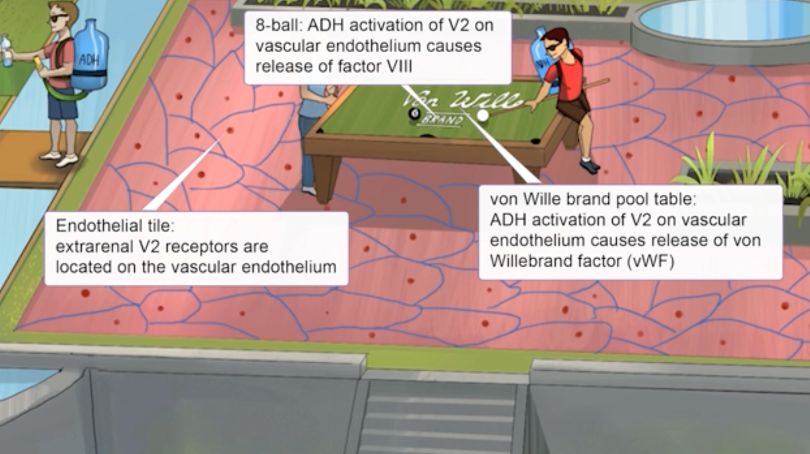 8-ball: ADH activation of V2 on
vascular endothelium causes
release of factor VIII
ADH
Von Wille
BRAND
8
von Wille brand pool table:
ADH activation of V2 on vascular
endothelium causes release of von
Willebrand factor (vWF)
Endothelial tile:
extrarenal V2 receptors are
located on the vascular endothelium